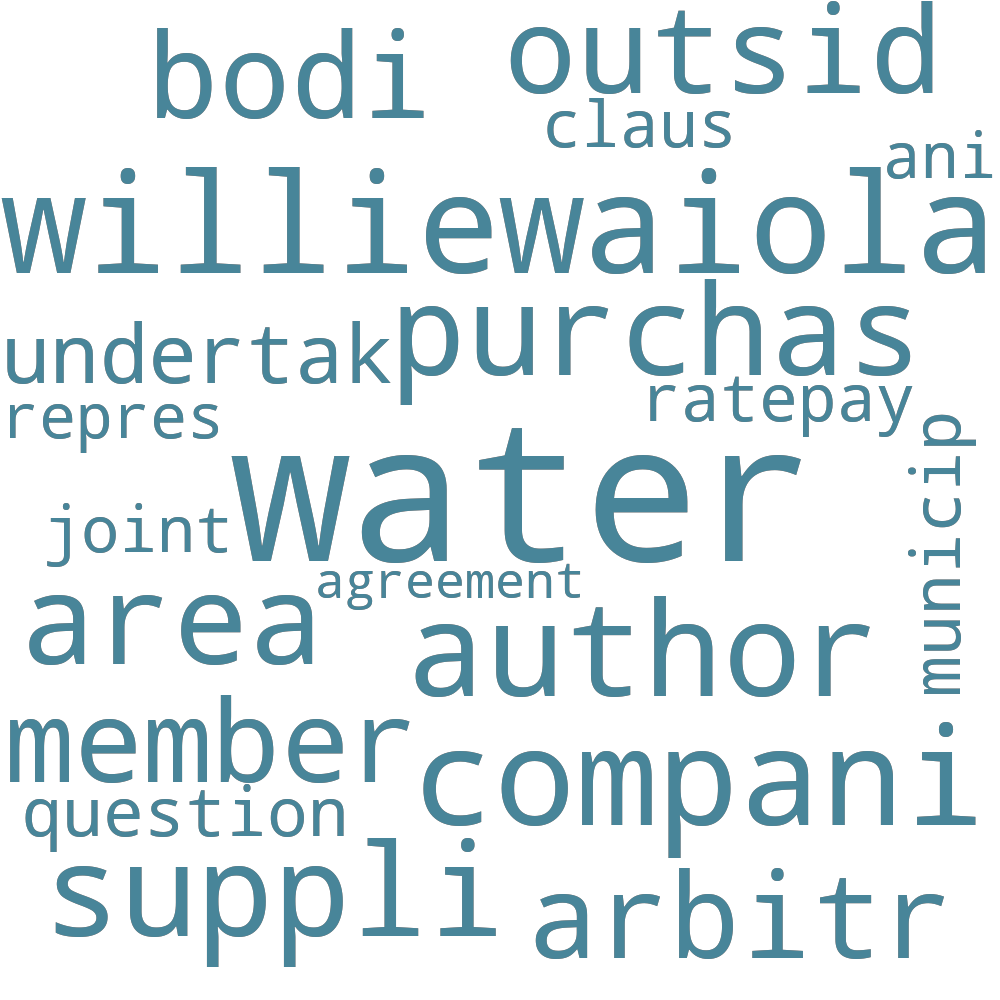 bodi
outsid
claus
ani
williewaiola
purchas
undertak
ratepay
repres
municip
water
joint
agreement
area
author
member
compani
question
suppli
arbitr